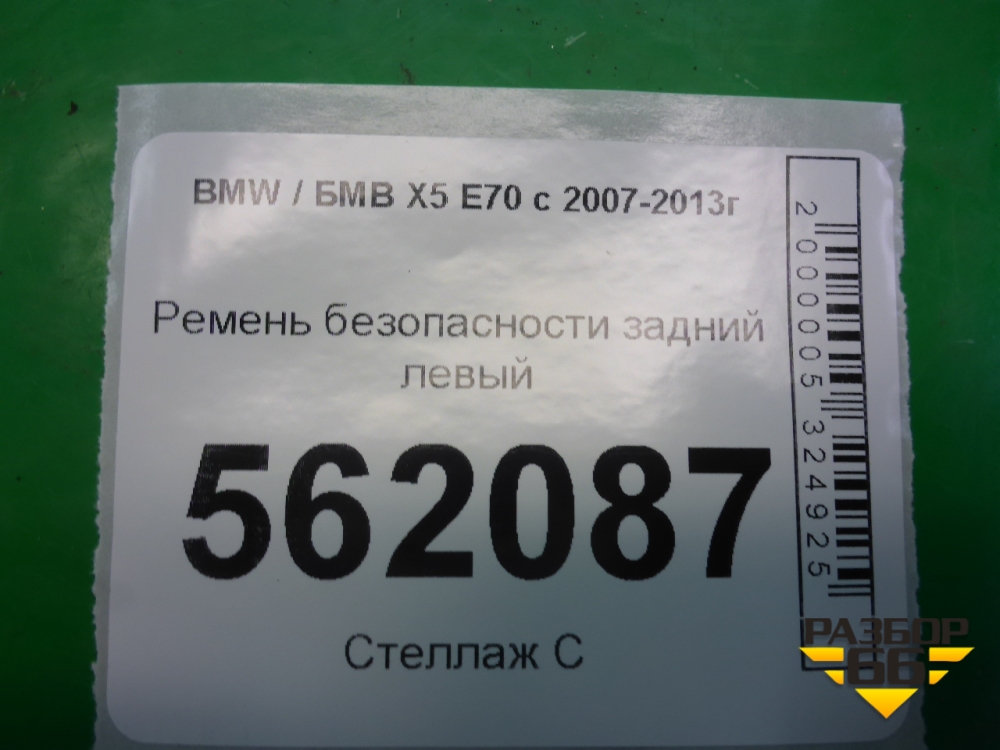 BMW / БМВ X5 E70 с 2007-2013г
Ремень безопасности задний
левый
562087
Стеллаж С
2000005324925
РАЗБОР
66